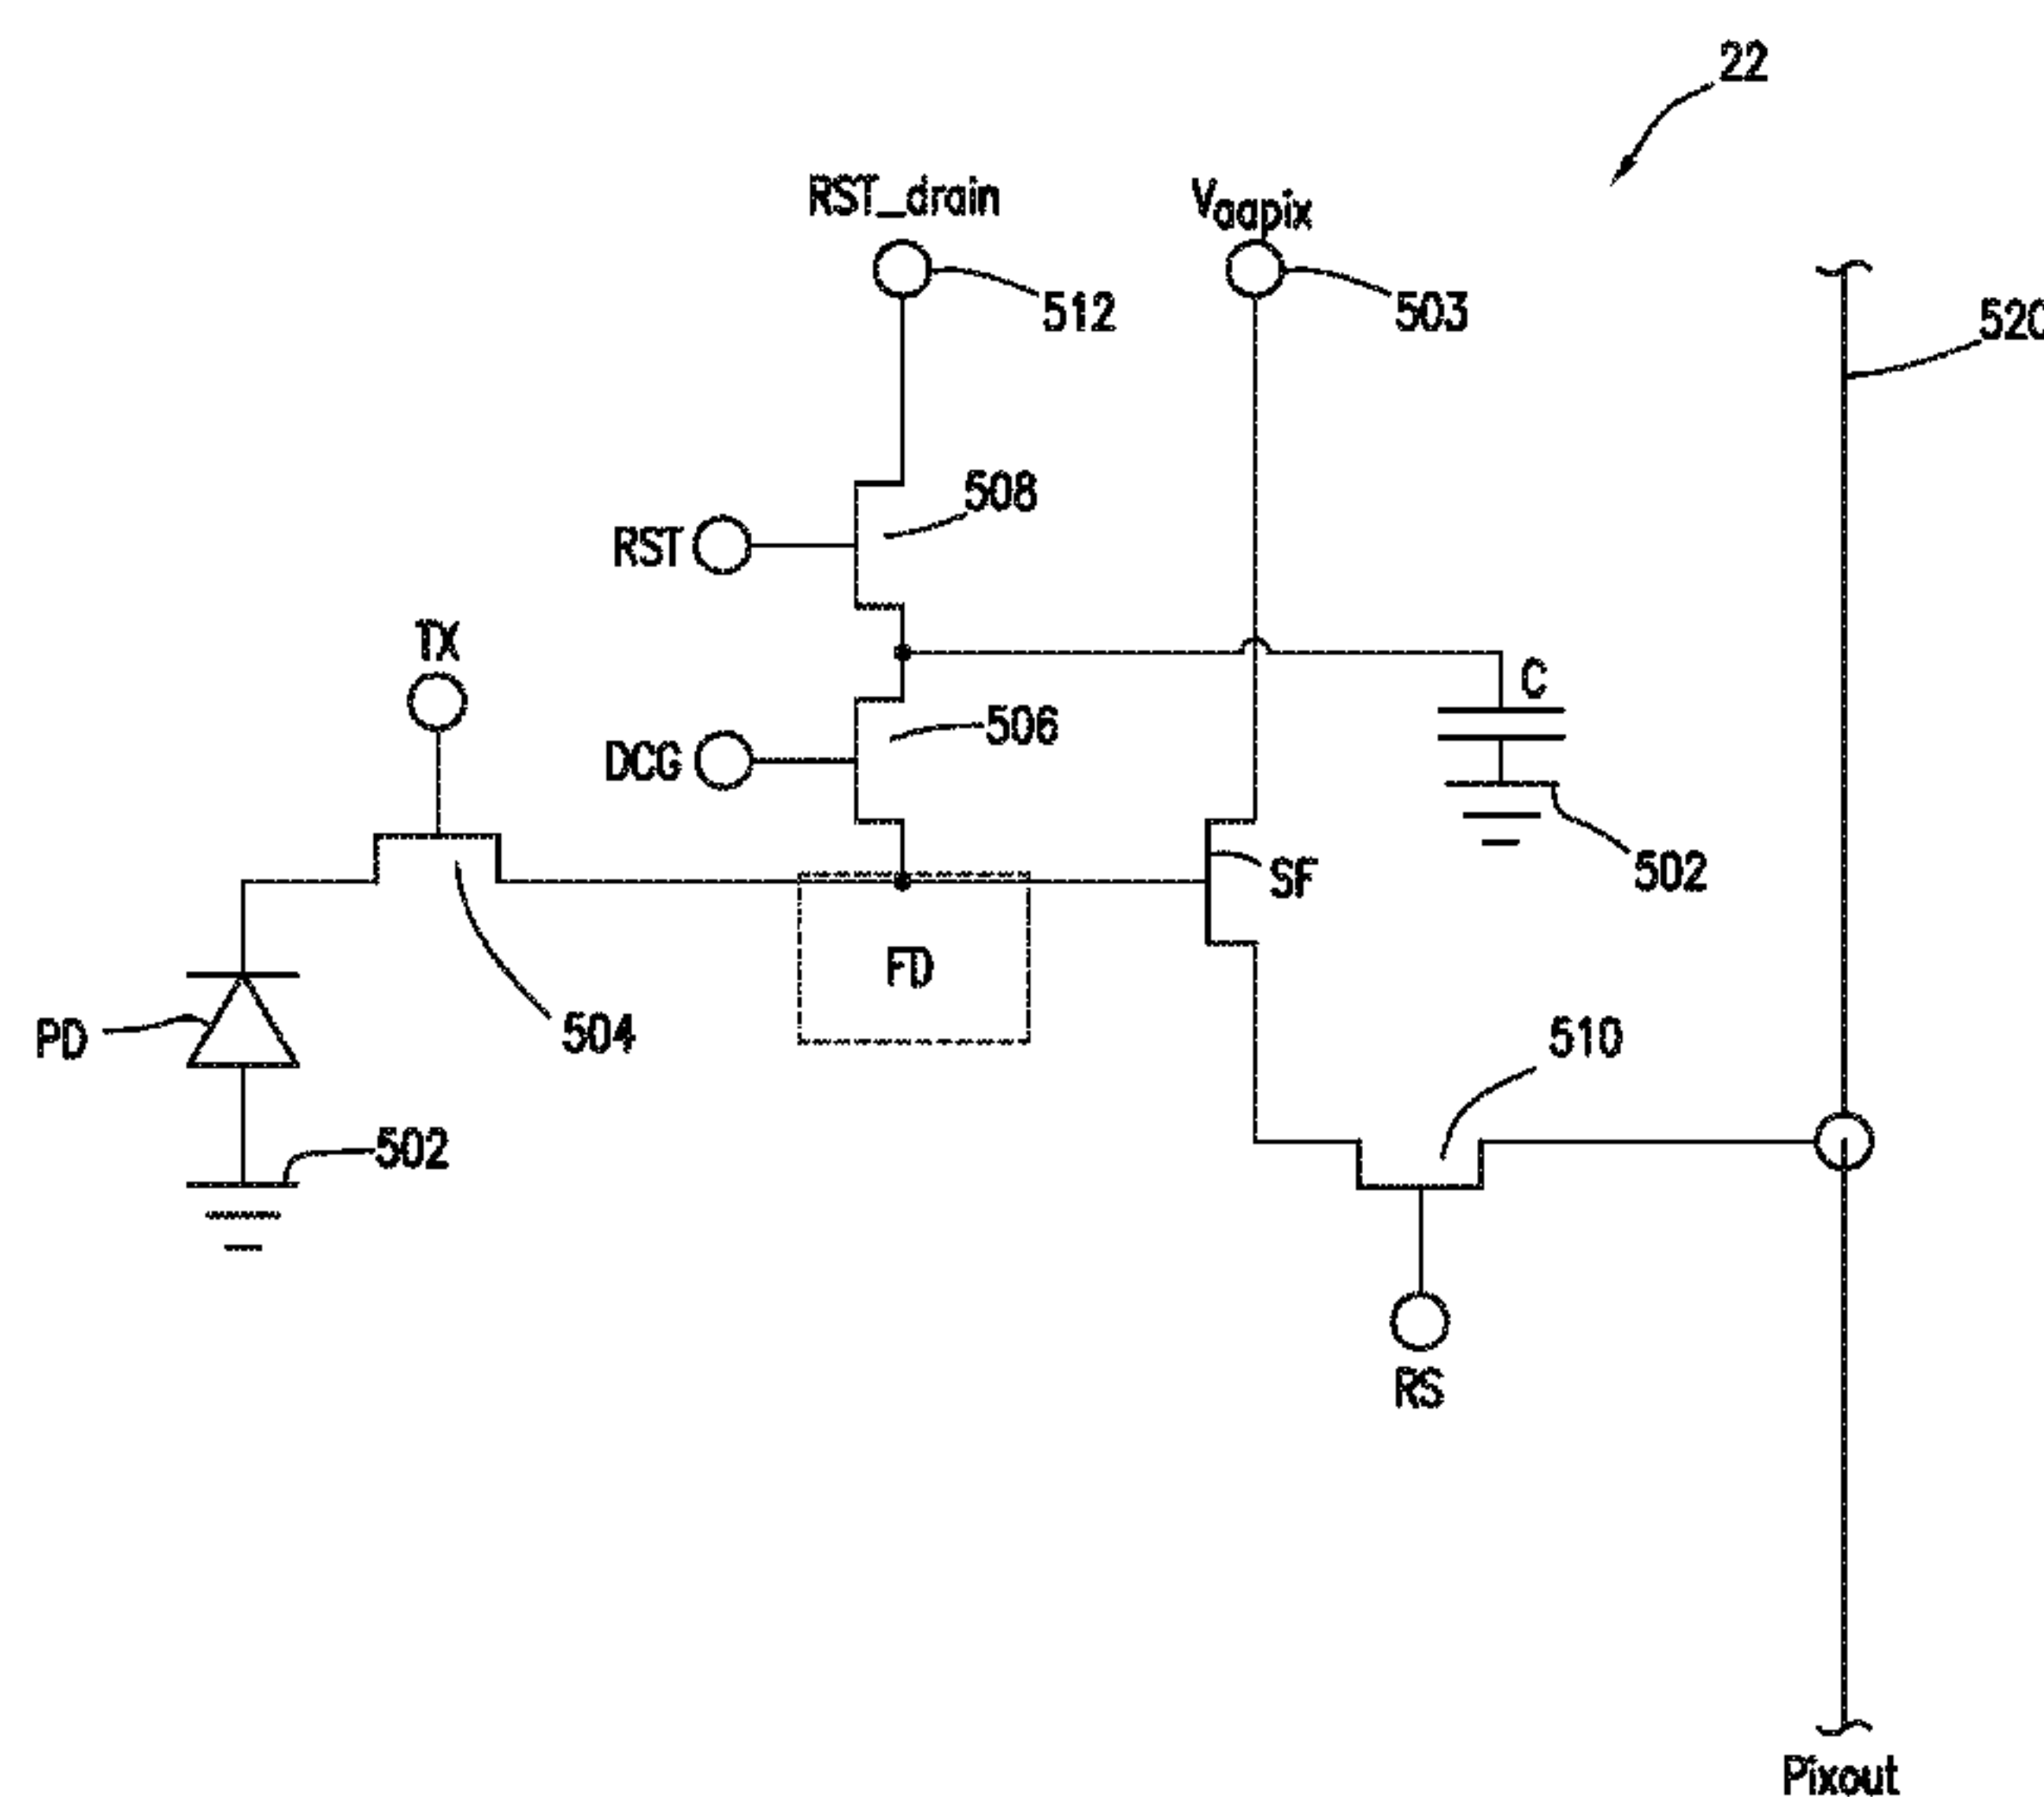 22
RST_drain
Vaapix
512
503
520
508
RST
TX
C
506
DCG
SF
502
FD
PD
504
510
502
RS
Pixout